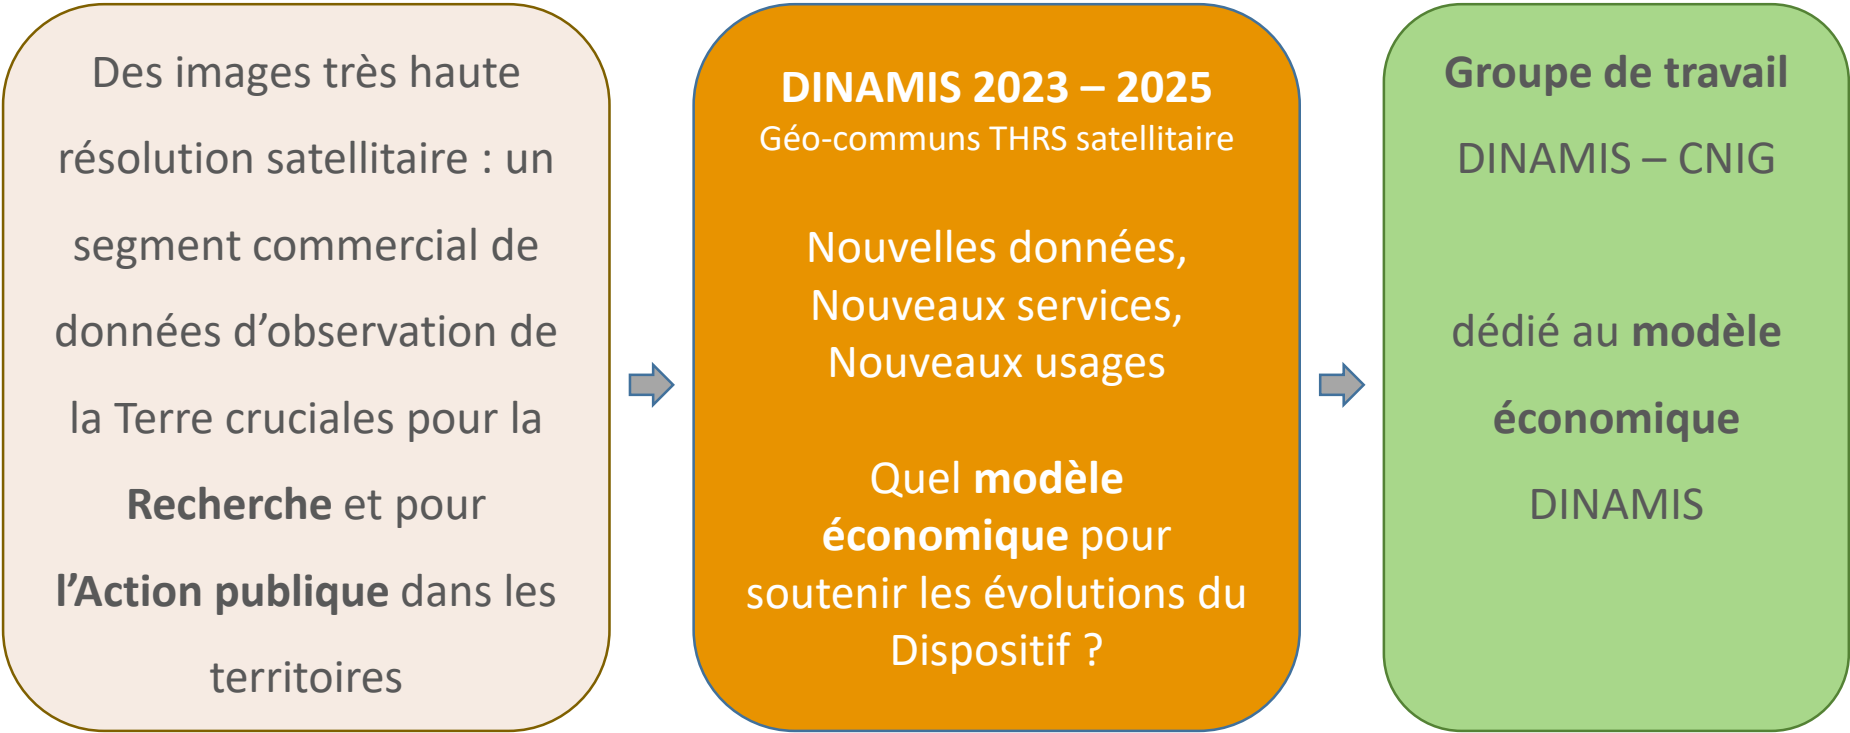 Des images très haute
résolution satellitaire : un
segment commercial de
données d’observation de
la Terre cruciales pour la
Recherche et pour
l’Action publique dans les
territoires
DINAMIS 2023 – 2025
Géo-communs THRS satellitaire
Nouvelles données,
Nouveaux services,
Nouveaux usages
Quel modèle
économique pour
soutenir les évolutions du
Dispositif ?
Groupe de travail
DINAMIS – CNIG
dédié au modèle
économique
DINAMIS